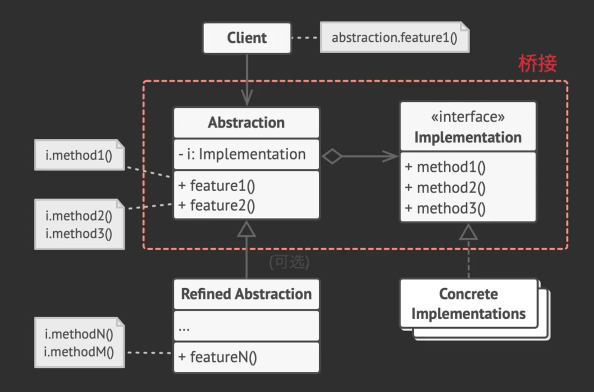 Client
abstraction.feature1()
桥接
Abstraction
- i: Implementation
+ feature1()
+ feature2()
«interface»
Implementation
+ method1()
+ method2()
+ method3()
i.method1()
i.method2()
i.method3()
(可选)
Refined Abstraction
...
+ featureN()
Concrete
Implementations
i.methodN()
i.methodM()